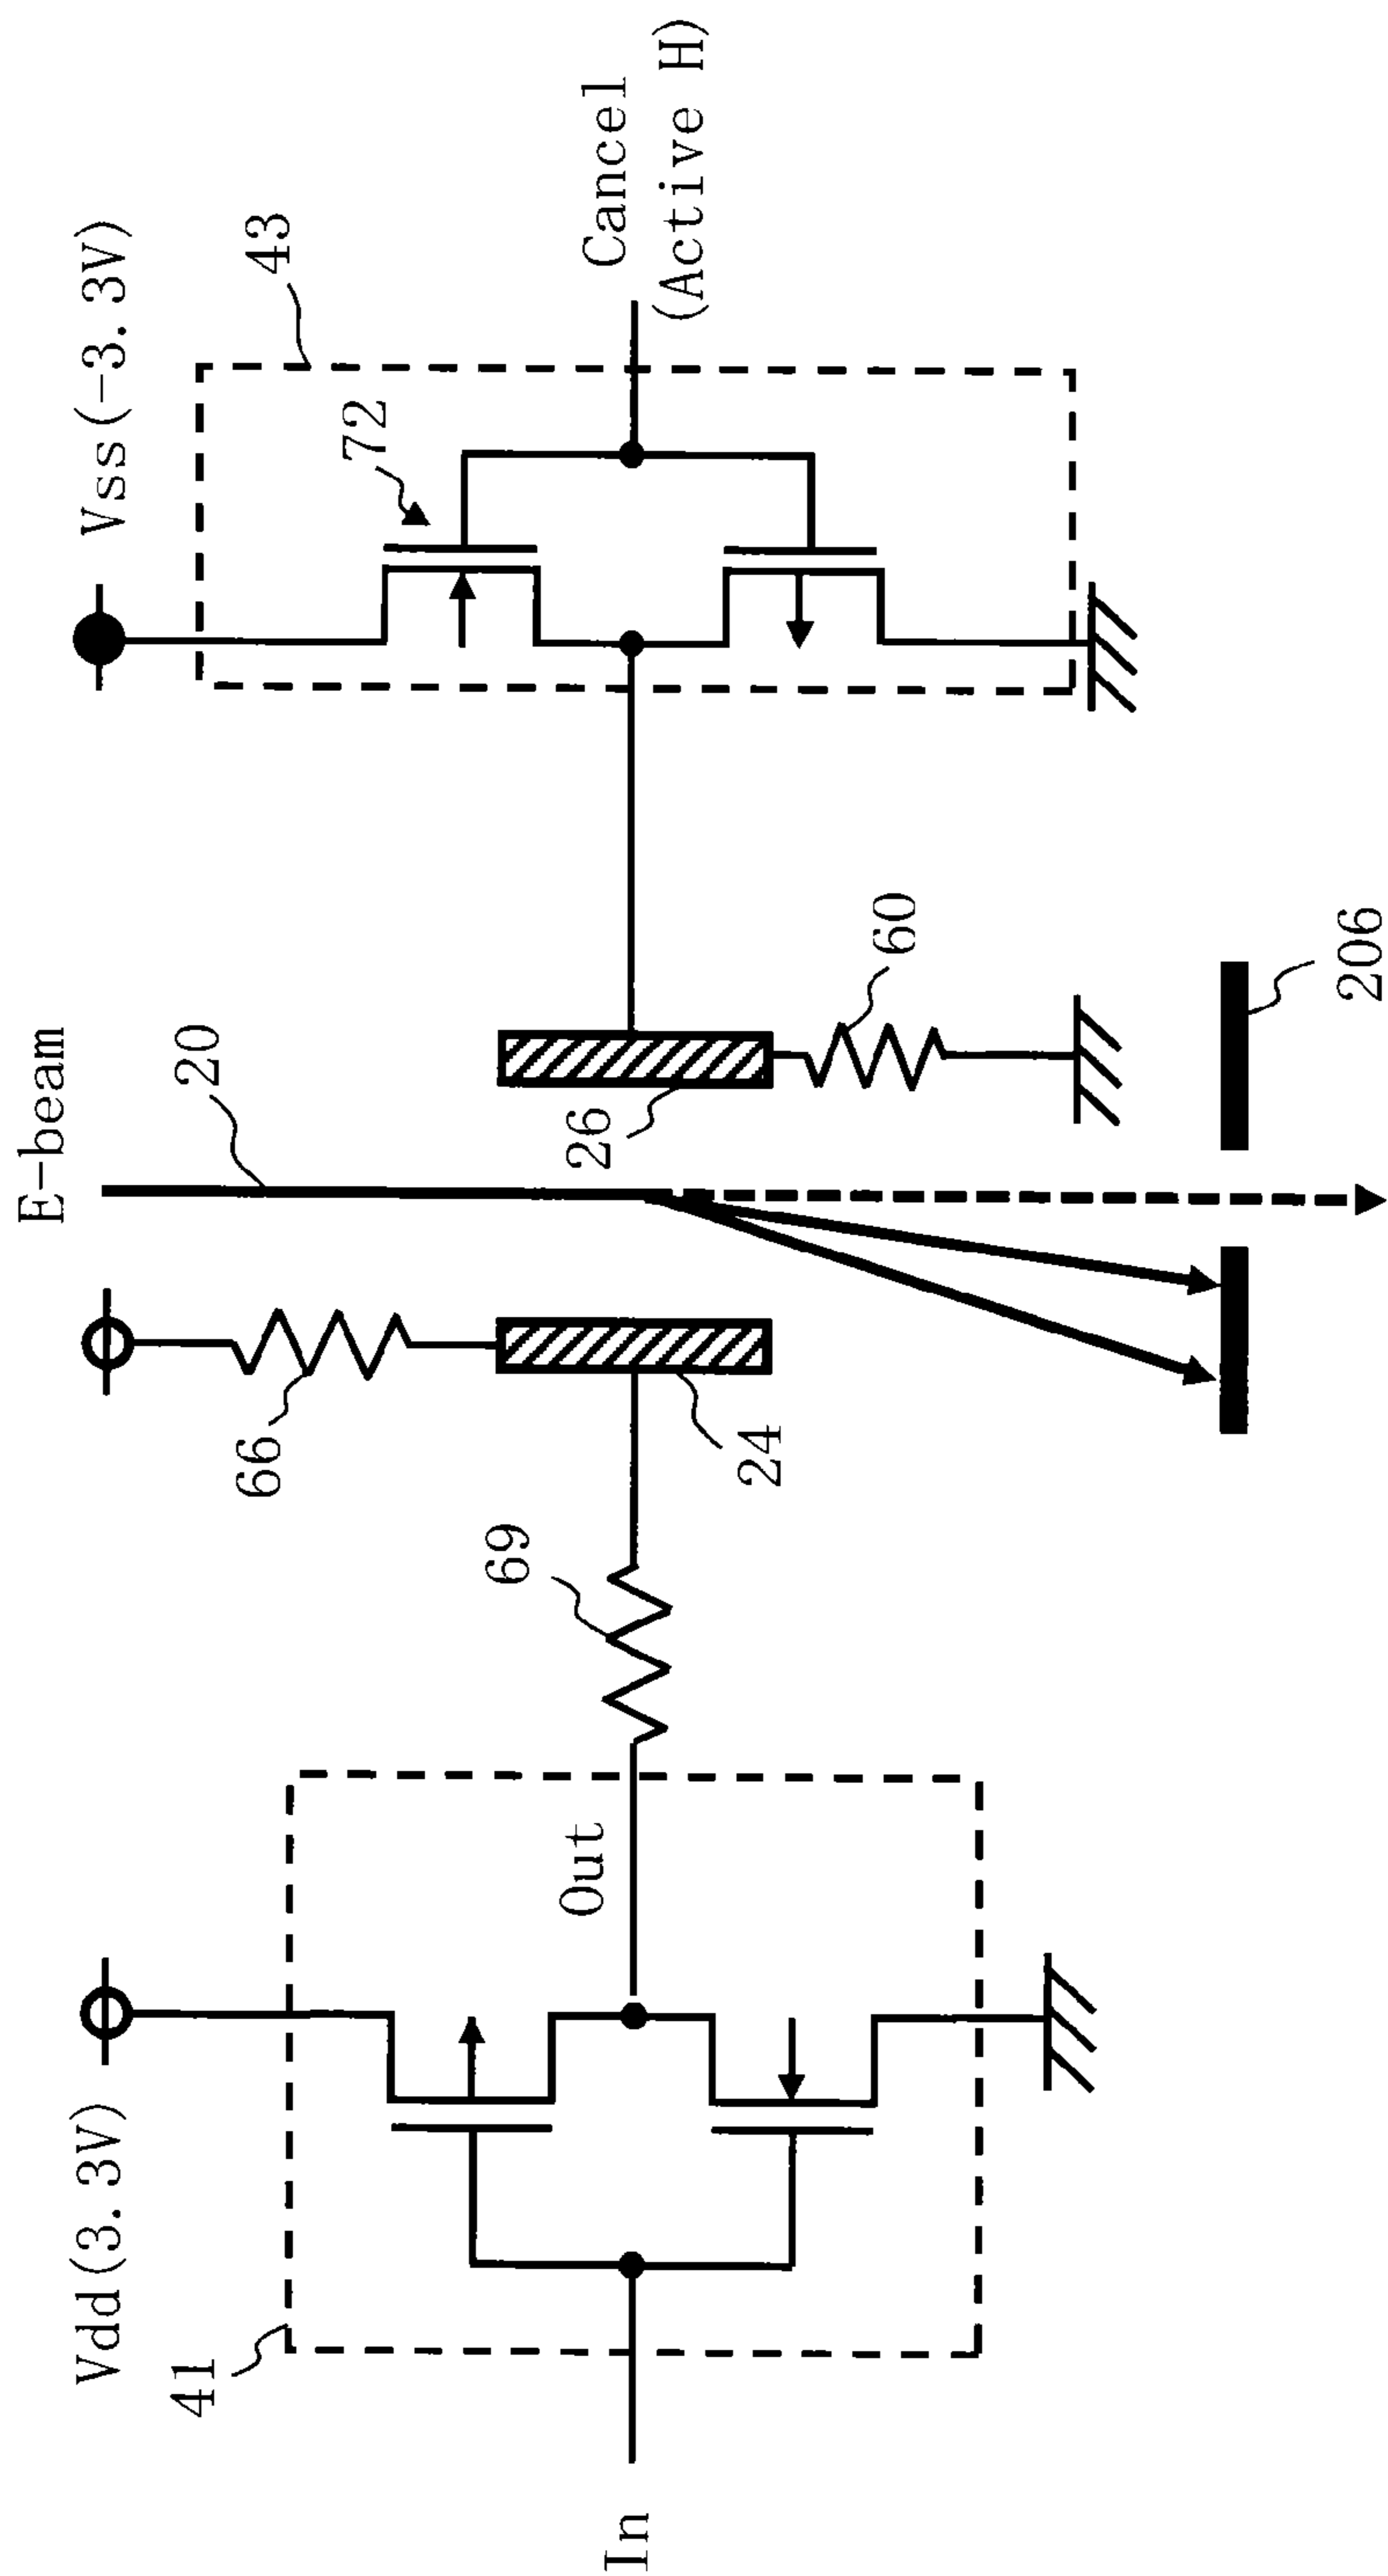 E-beam
Vdd(3. 3V)
Vss(-3. 3V)
41
66
20
43
72
69
Out
26
60
Cancel
(Active H)
In
24
206